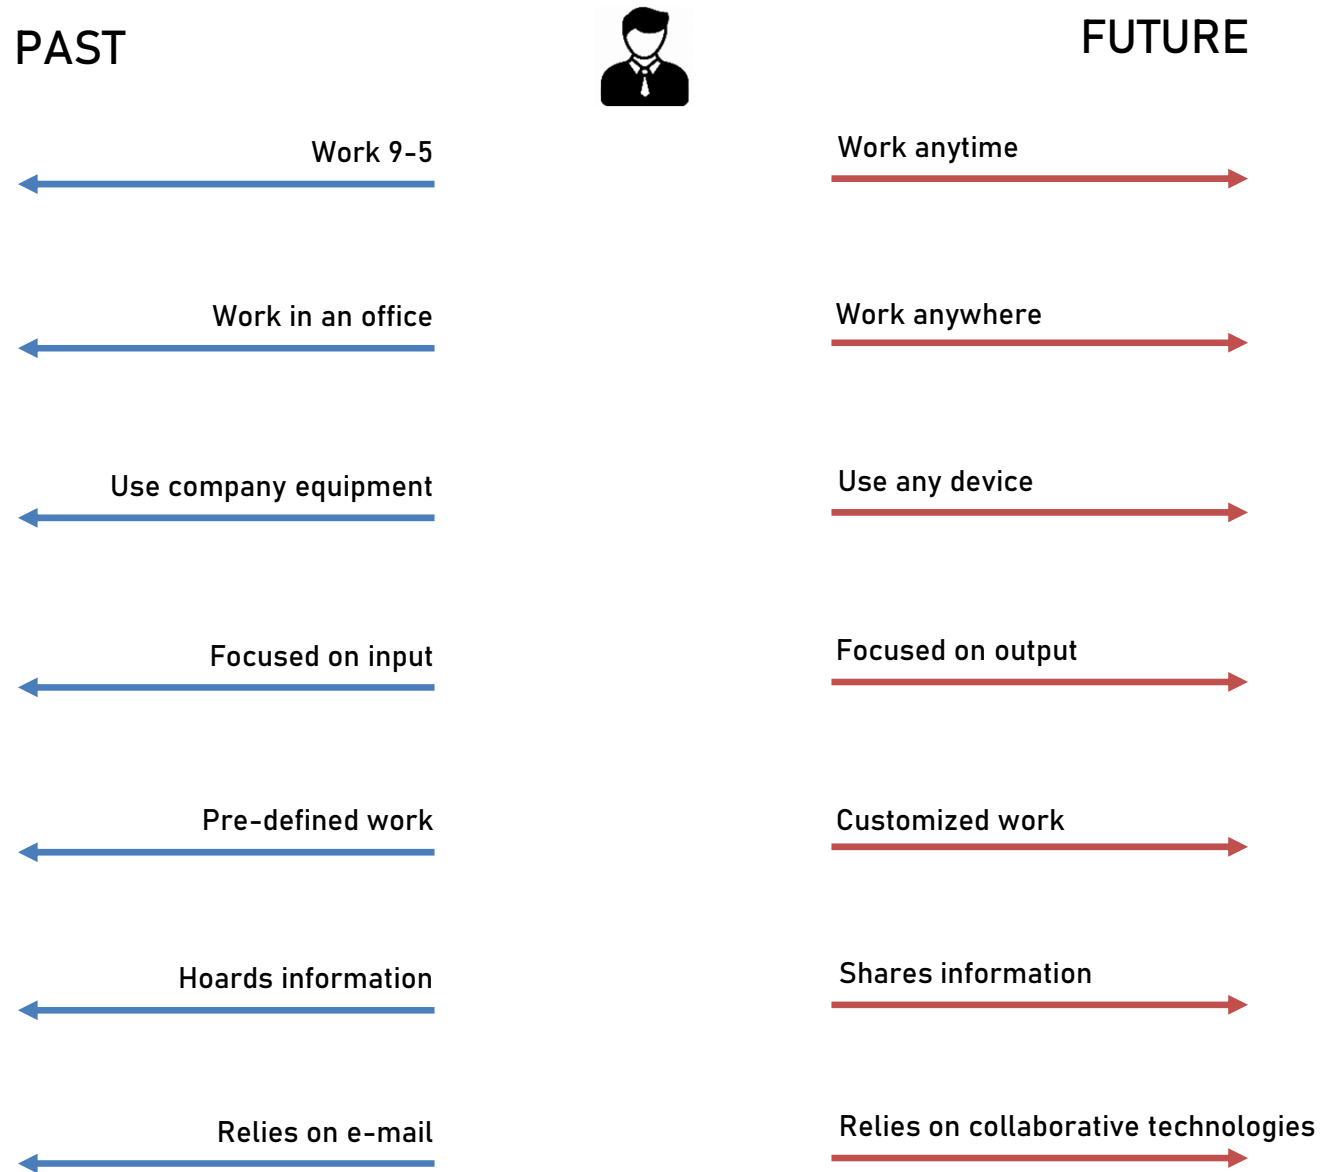 PAST
FUTURE
Work 9-5
Work anytime
Work in an office
Work anywhere
Use company equipment
Use any device
Focused on input
Focused on output
Pre-defined work
Customized work
Hoards information
Shares information
Relies on e-mail
Relies on collaborative technologies